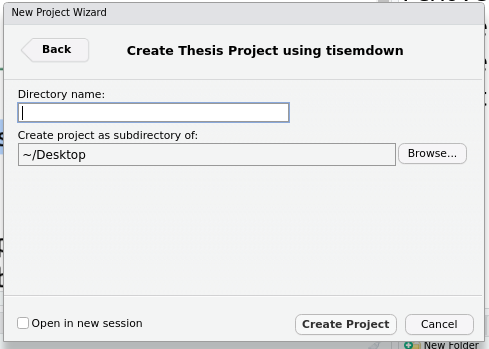 New Project Wizard
Back
Create Thesis Project using tisemdown
Directory name:
Create project as subdirectory of:
~/Desktop
Browse...
Open in new session
Create Project
Cancel
New Folder